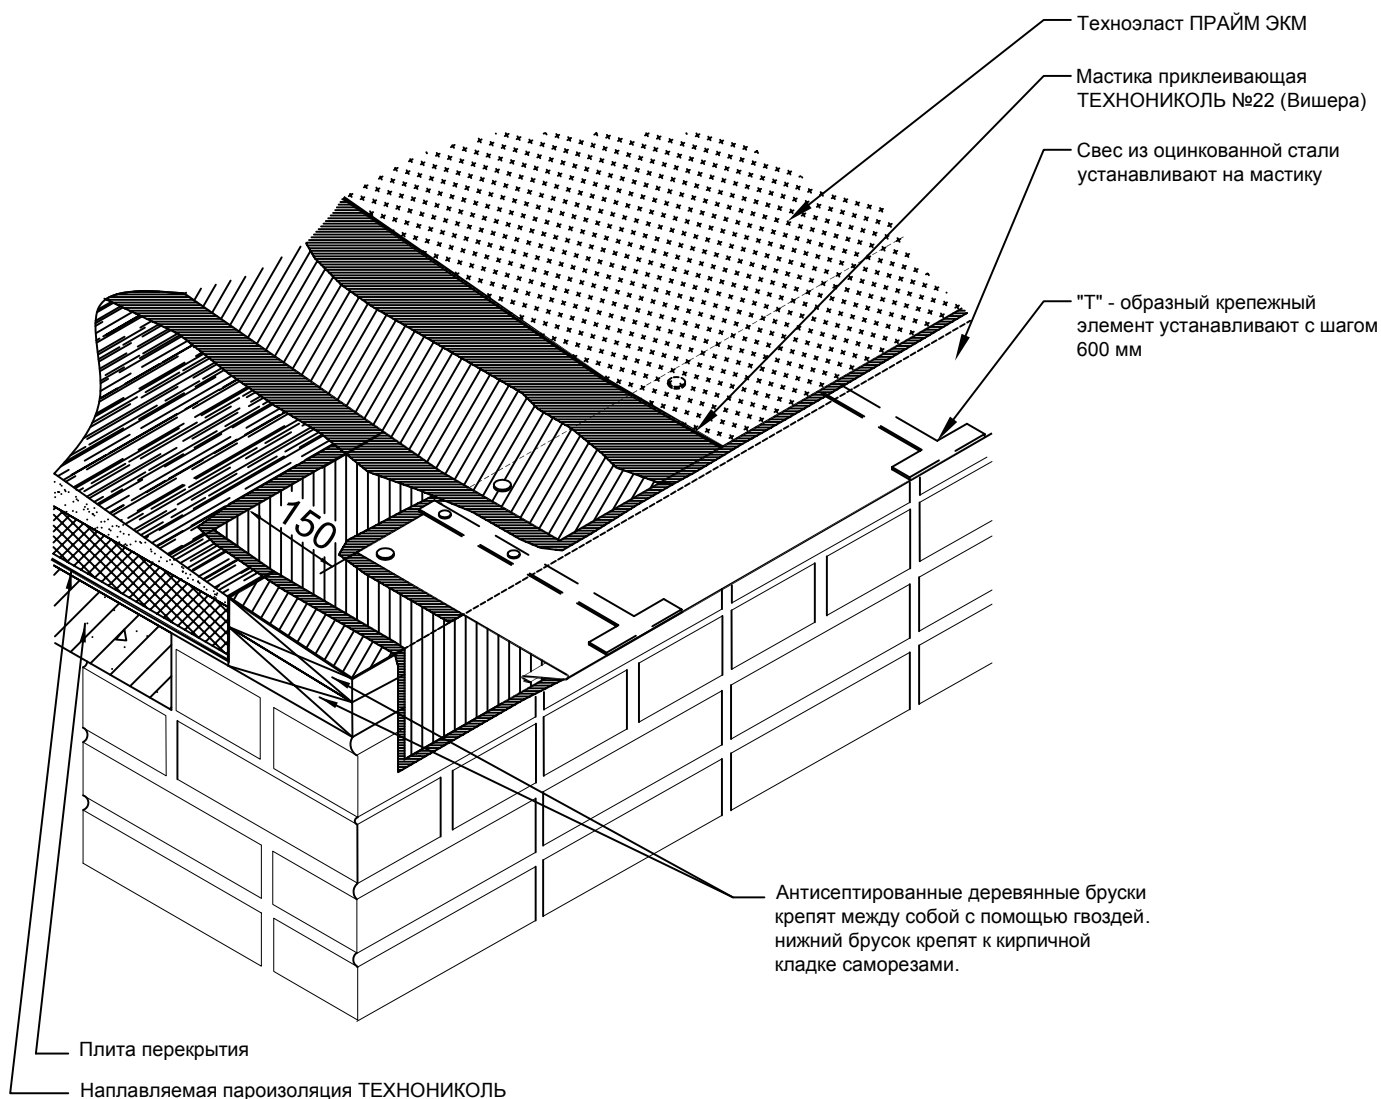 Техноэласт ПРАЙМ ЭКМ
Мастика приклеивающая
ТЕХНОНИКОЛЬ №22 (Вишера)
Свес из оцинкованной стали
устанавливают на мастику
"Т" - образный крепежный
элемент устанавливают с шагом
600 мм
150
Антисептированные деревянные бруски
крепят между собой с помощью гвоздей.
нижний брусок крепят к кирпичной
кладке саморезами.
Плита перекрытия
Наплавляемая пароизоляция ТЕХНОНИКОЛЬ